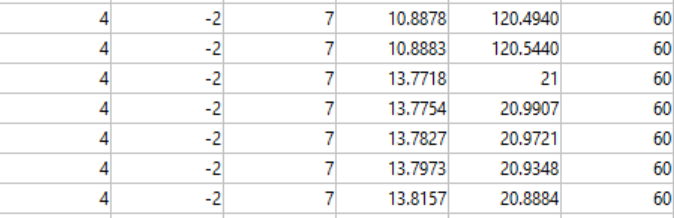 4 -2 7 10.8878 120.4940 60
4 -2 7 10.8883 120.5440 60
4 -2 7 13.7718 21 60
4 -2 7 13.7754 20.9907 60
4 -2 7 13.7827 20.9721 60
4 -2 7 13.7973 20.9348 60
4 -2 7 13.8157 20.8884 60